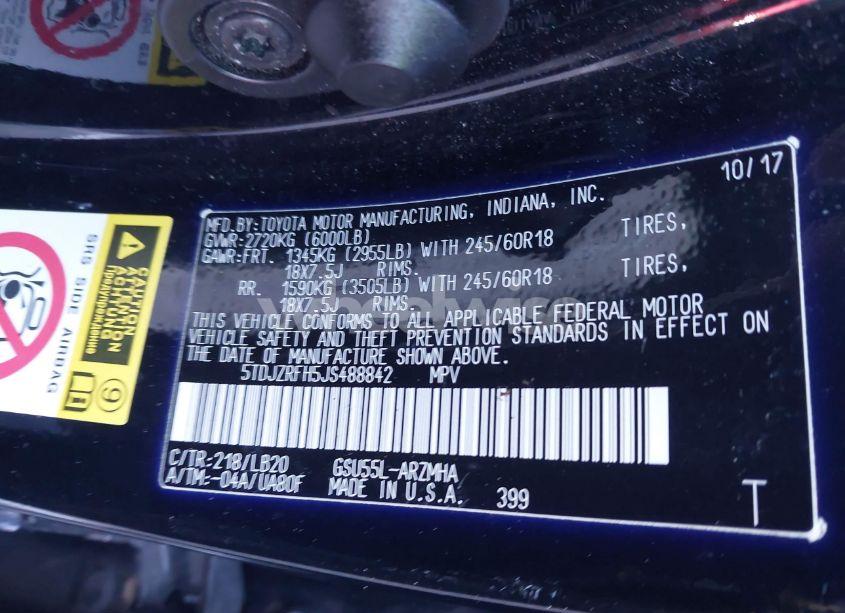 10/17
MFD.BY:TOYOTA MOTOR MANUFACTURING, INDIANA, INC.
GVWR:2720KG (6000LB)
GAWR:FRT. 1345KG (2955LB) WITH 245/60R18 TIRES,
18X7.5J RIMS.
RR. 1590KG (3505LB) WITH 245/60R18 TIRES,
18X7.5J RIMS.
THIS VEHICLE CONFORMS TO ALL APPLICABLE FEDERAL MOTOR
VEHICLE SAFETY AND THEFT PREVENTION STANDARDS IN EFFECT ON
THE DATE OF MANUFACTURE SHOWN ABOVE.
5TDJZRFH5JS488842 MPV
C/TR:218/LB20 GSU55L-ARZMHA
A/TM:-04A/UA80F MADE IN U.S.A. 399
T
SRS SIDE AIRBAG
CAUTION
ACTUNG
ATTENTION
9